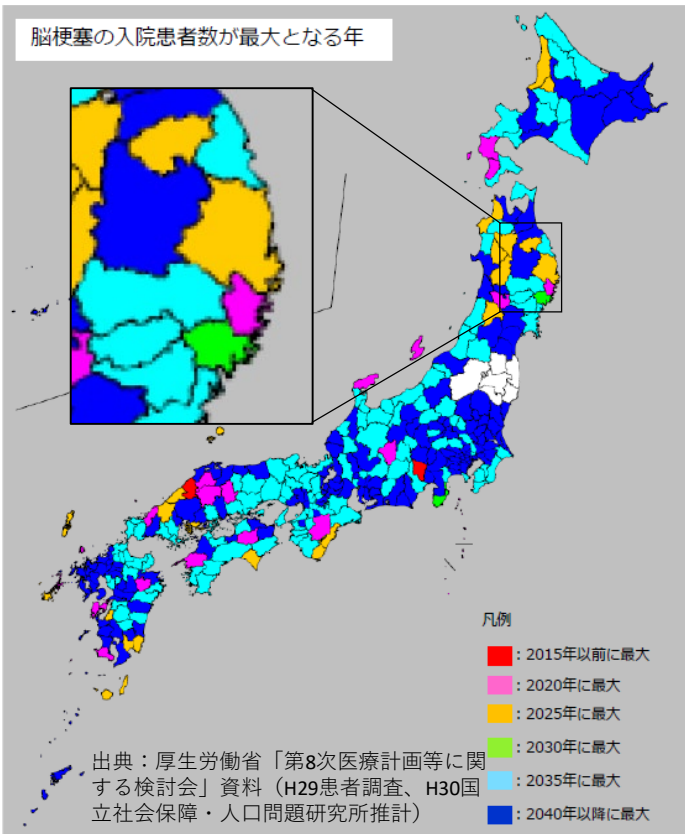 脳梗塞の入院患者数が最大となる年
凡例
：2015年以前に最大
：2020年に最大
：2025年に最大
：2030年に最大
：2035年に最大
：2040年以降に最大
出典：厚生労働省「第8次医療計画等に関
する検討会」資料（H29患者調査、H30国
立社会保障・人口問題研究所推計）